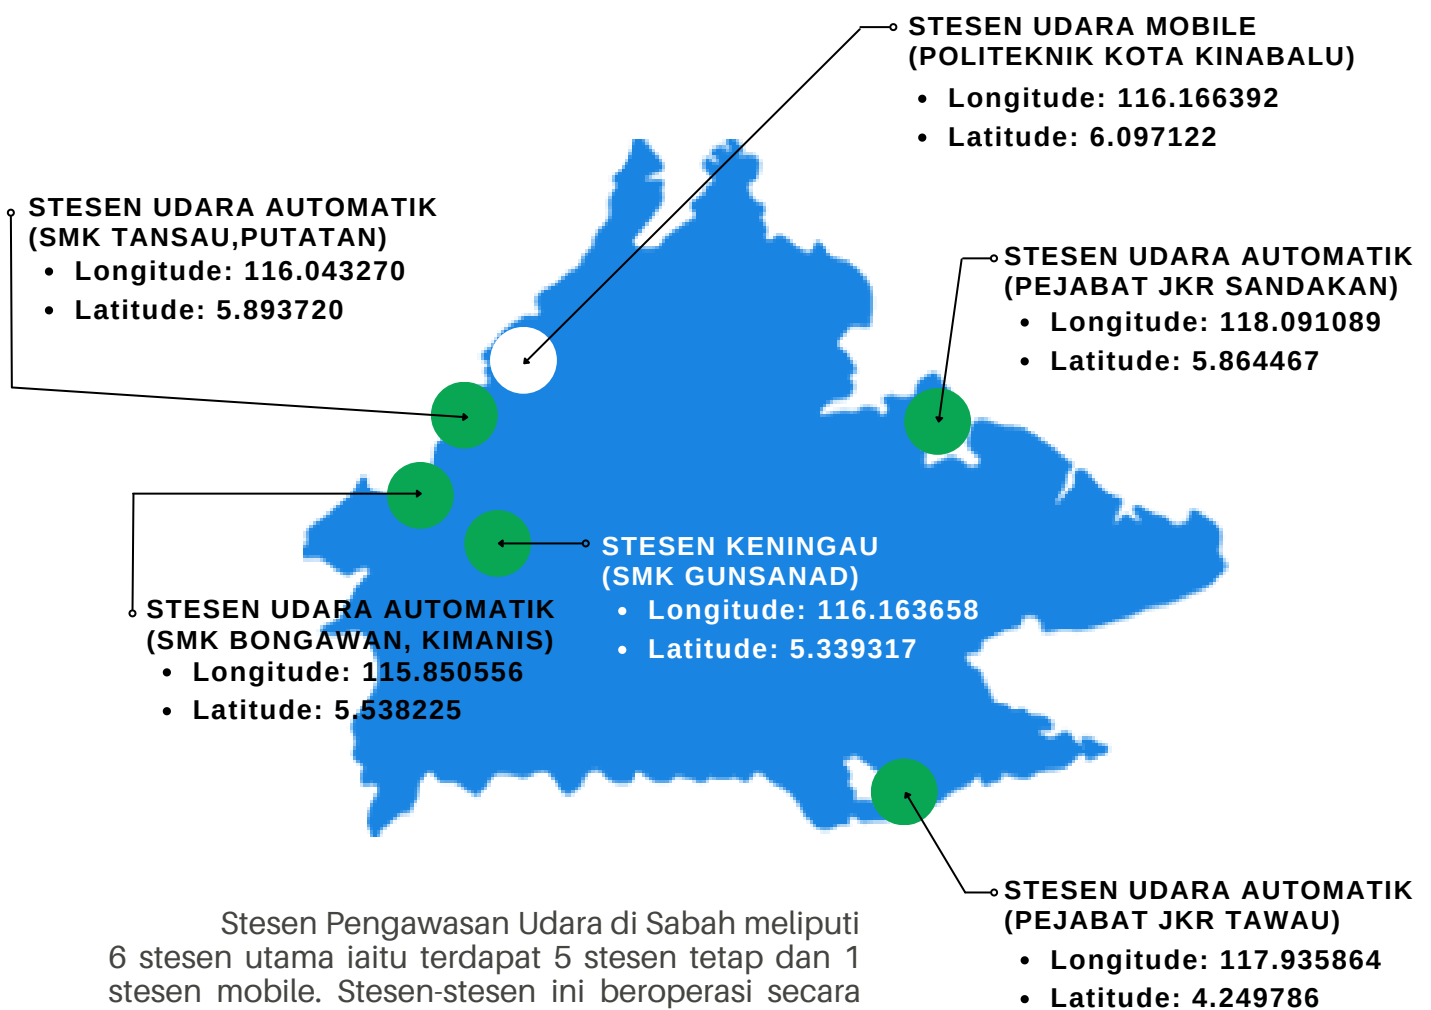 STESEN UDARA MOBILE
(POLITEKNIK KOTA KINABALU)
• Longitude: 116.166392
• Latitude: 6.097122
STESEN UDARA AUTOMATIK
(SMK TANSAU,PUTATAN)
• Longitude: 116.043270
• Latitude: 5.893720
STESEN UDARA AUTOMATIK
(PEJABAT JKR SANDAKAN)
• Longitude: 118.091089
• Latitude: 5.864467
STESEN KENINGAU
(SMK GUNSANAD)
• Longitude: 116.163658
• Latitude: 5.339317
STESEN UDARA AUTOMATIK
(SMK BONGAWAN, KIMANIS)
• Longitude: 115.850556
• Latitude: 5.538225
STESEN UDARA AUTOMATIK
(PEJABAT JKR TAWAU)
• Longitude: 117.935864
• Latitude: 4.249786
Stesen Pengawasan Udara di Sabah meliputi
6 stesen utama iaitu terdapat 5 stesen tetap dan 1
stesen mobile. Stesen-stesen ini beroperasi secara